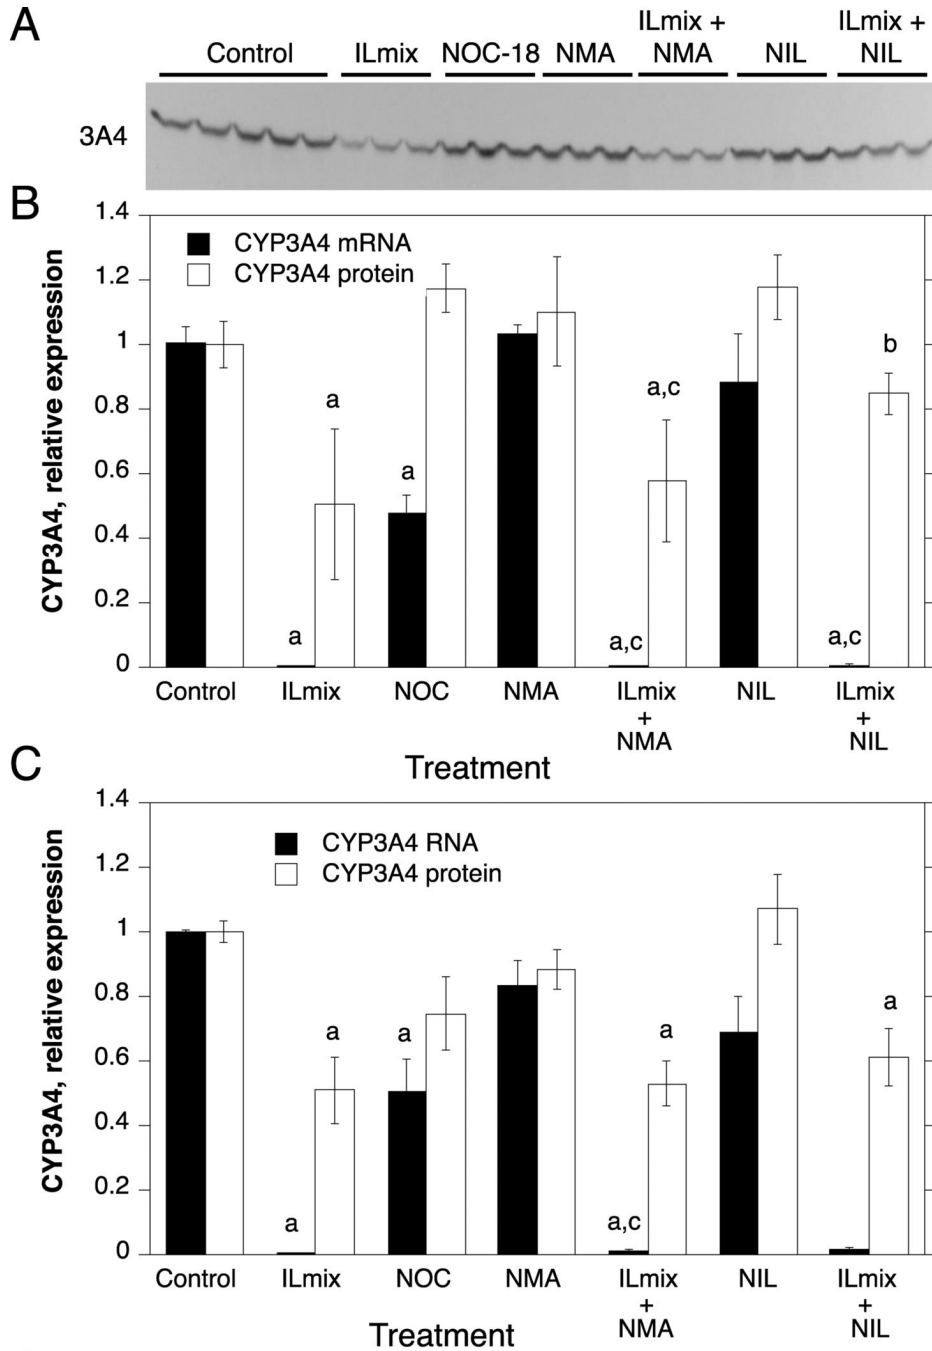 A
Control ILmix NOC-18 NMA ILmix + NMA NIL ILmix + NIL
3A4
B
CYP3A4, relative expression
1.4
1.2
1
0.8
0.6
0.4
0.2
0
CYP3A4 mRNA
CYP3A4 protein
a a a a,c a,c a,c b
Control ILmix NOC NMA ILmix + NMA NIL ILmix + NIL
Treatment
C
CYP3A4, relative expression
1.4
1.2
1
0.8
0.6
0.4
0.2
0
CYP3A4 RNA
CYP3A4 protein
a a a a,c a a
Control ILmix NOC NMA ILmix + NMA NIL ILmix + NIL
Treatment